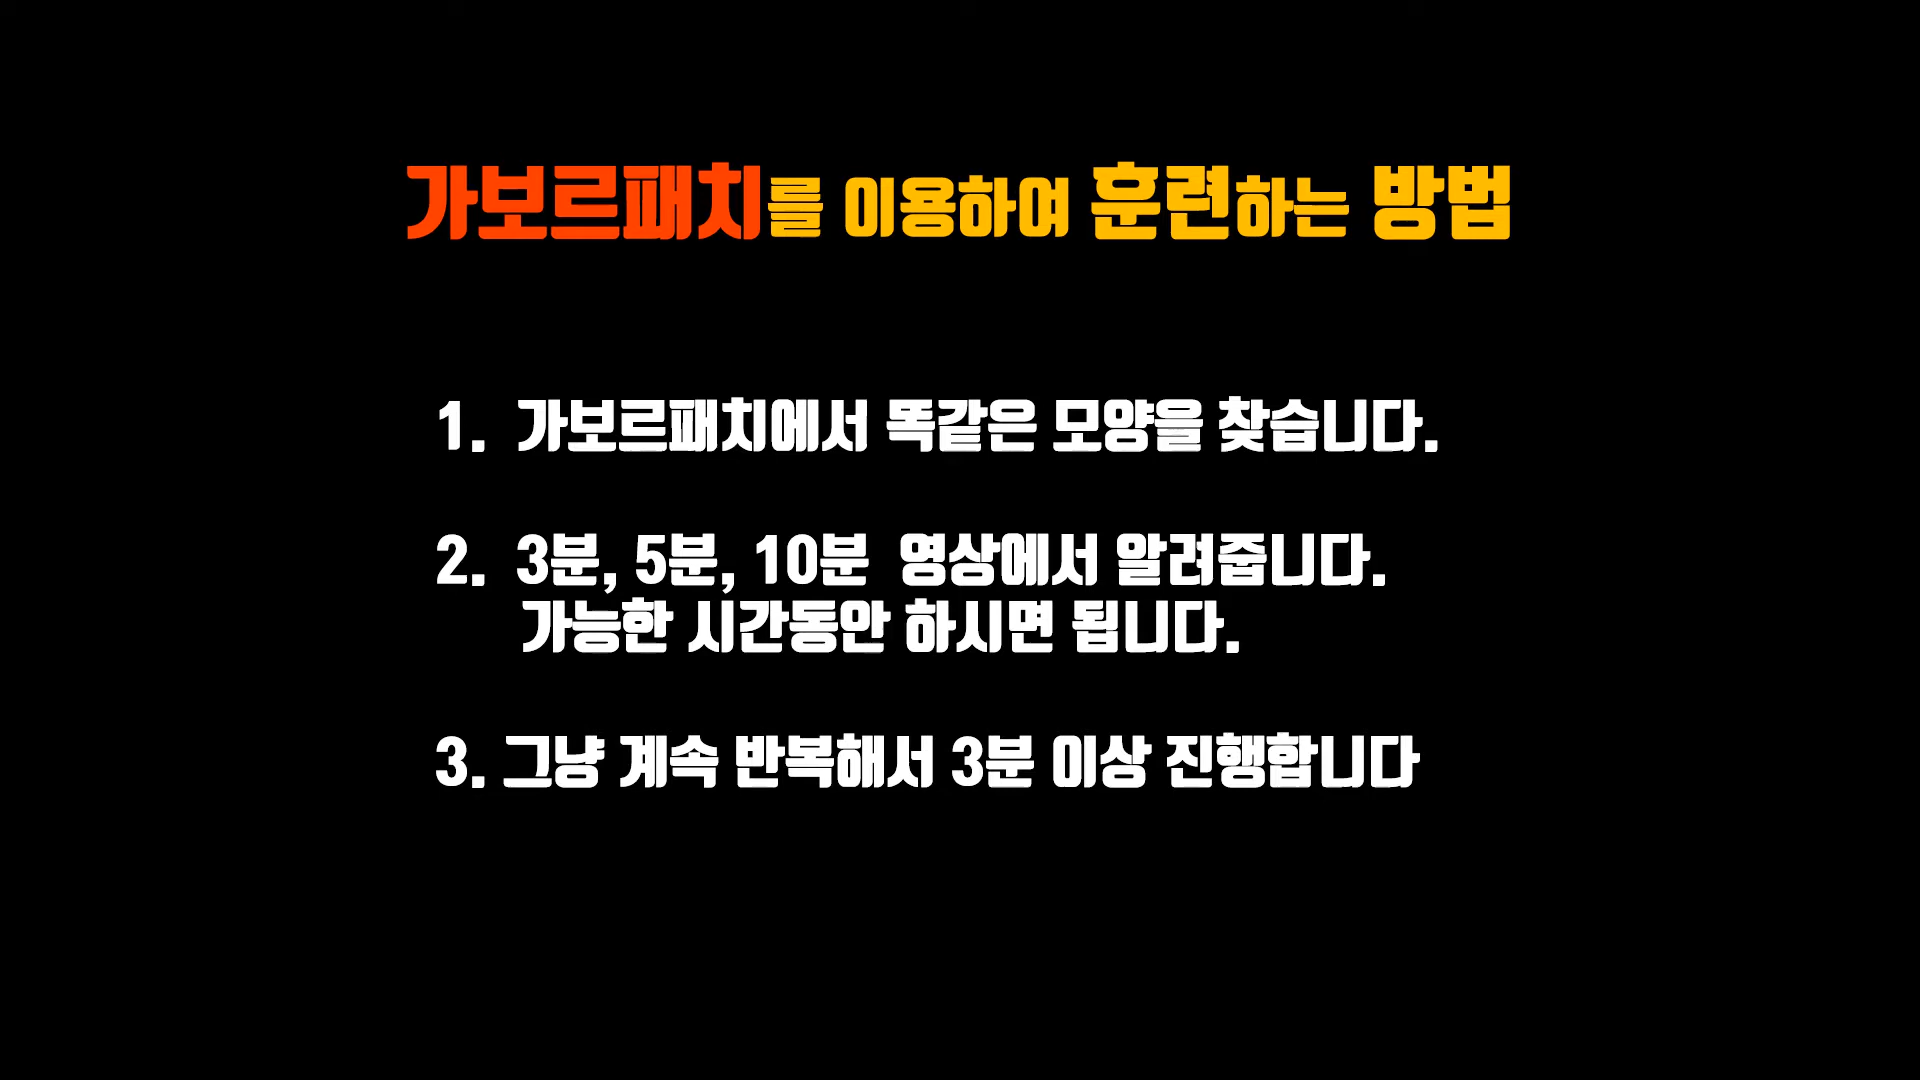 가보르패치를 이용하여 훈련하는 방법
1. 가보르패치에서 똑같은 모양을 찾습니다.
2. 3분, 5분, 10분 영상에서 알려줍니다.
가능한 시간동안 하시면 됩니다.
3. 그냥 계속 반복해서 3분 이상 진행합니다